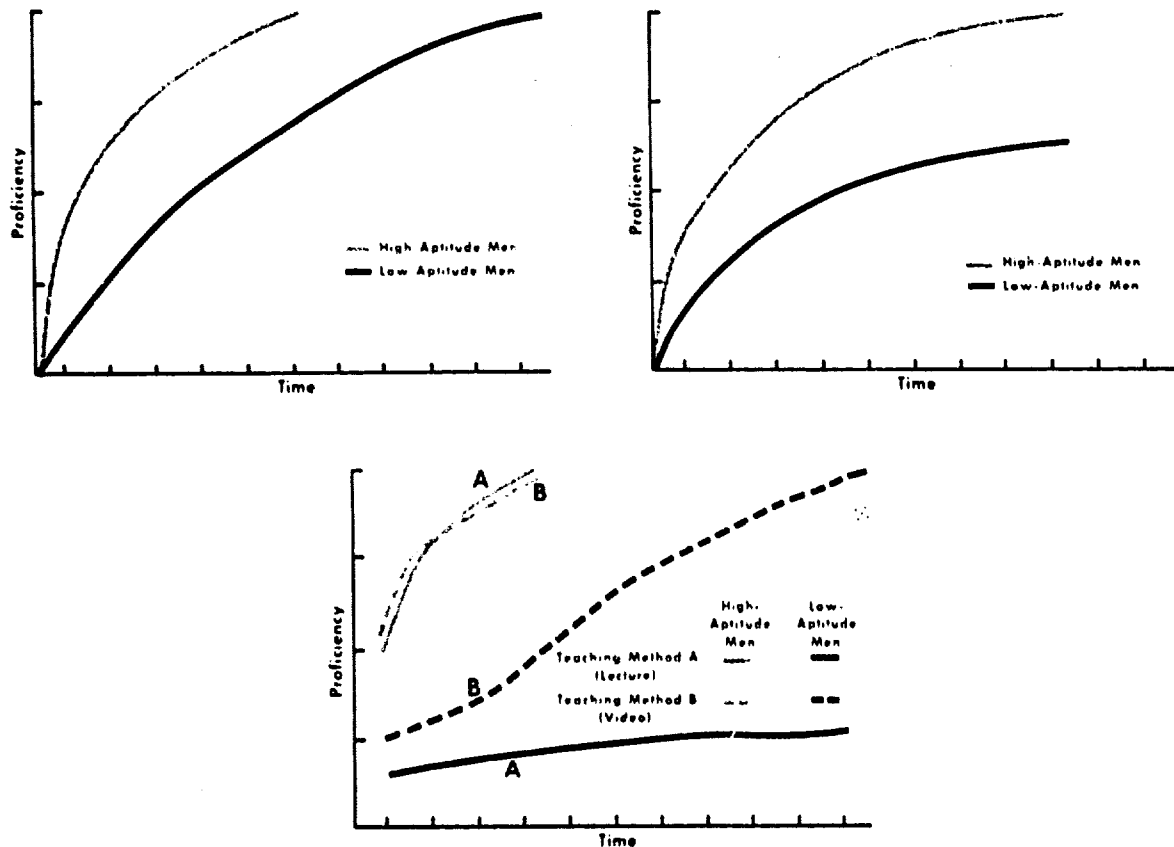 Proficiency
High Aptitude Men
Low Aptitude Men
Time
Proficiency
High-Aptitude Men
Low-Aptitude Men
Time
A
B
Proficiency
High-
Aptitude
Men
Low-
Aptitude
Men
Teaching Method A
(Lecture)
Teaching Method B
(Video)
B
A
Time